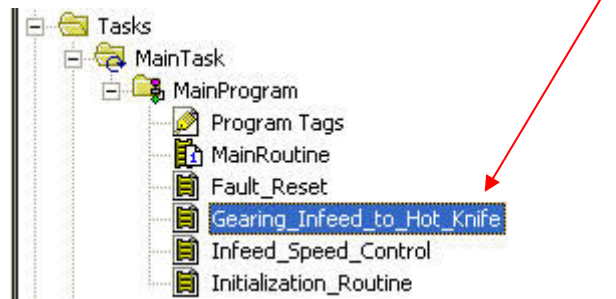 Tasks
MainTask
MainProgram
Program Tags
MainRoutine
Fault_Reset
Gearing_Infeed_to_Hot_Knife
Infeed_Speed_Control
Initialization_Routine